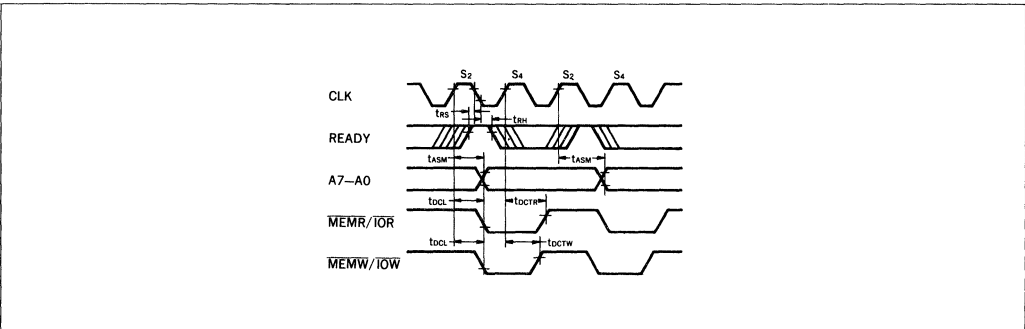 S2 S4 S2 S4
CLK
tRS tRH
READY
tASM tASM
A7–A0
tDCL tDCTR
MEMR/IOR
tDCL tDCTW
MEMW/IOW